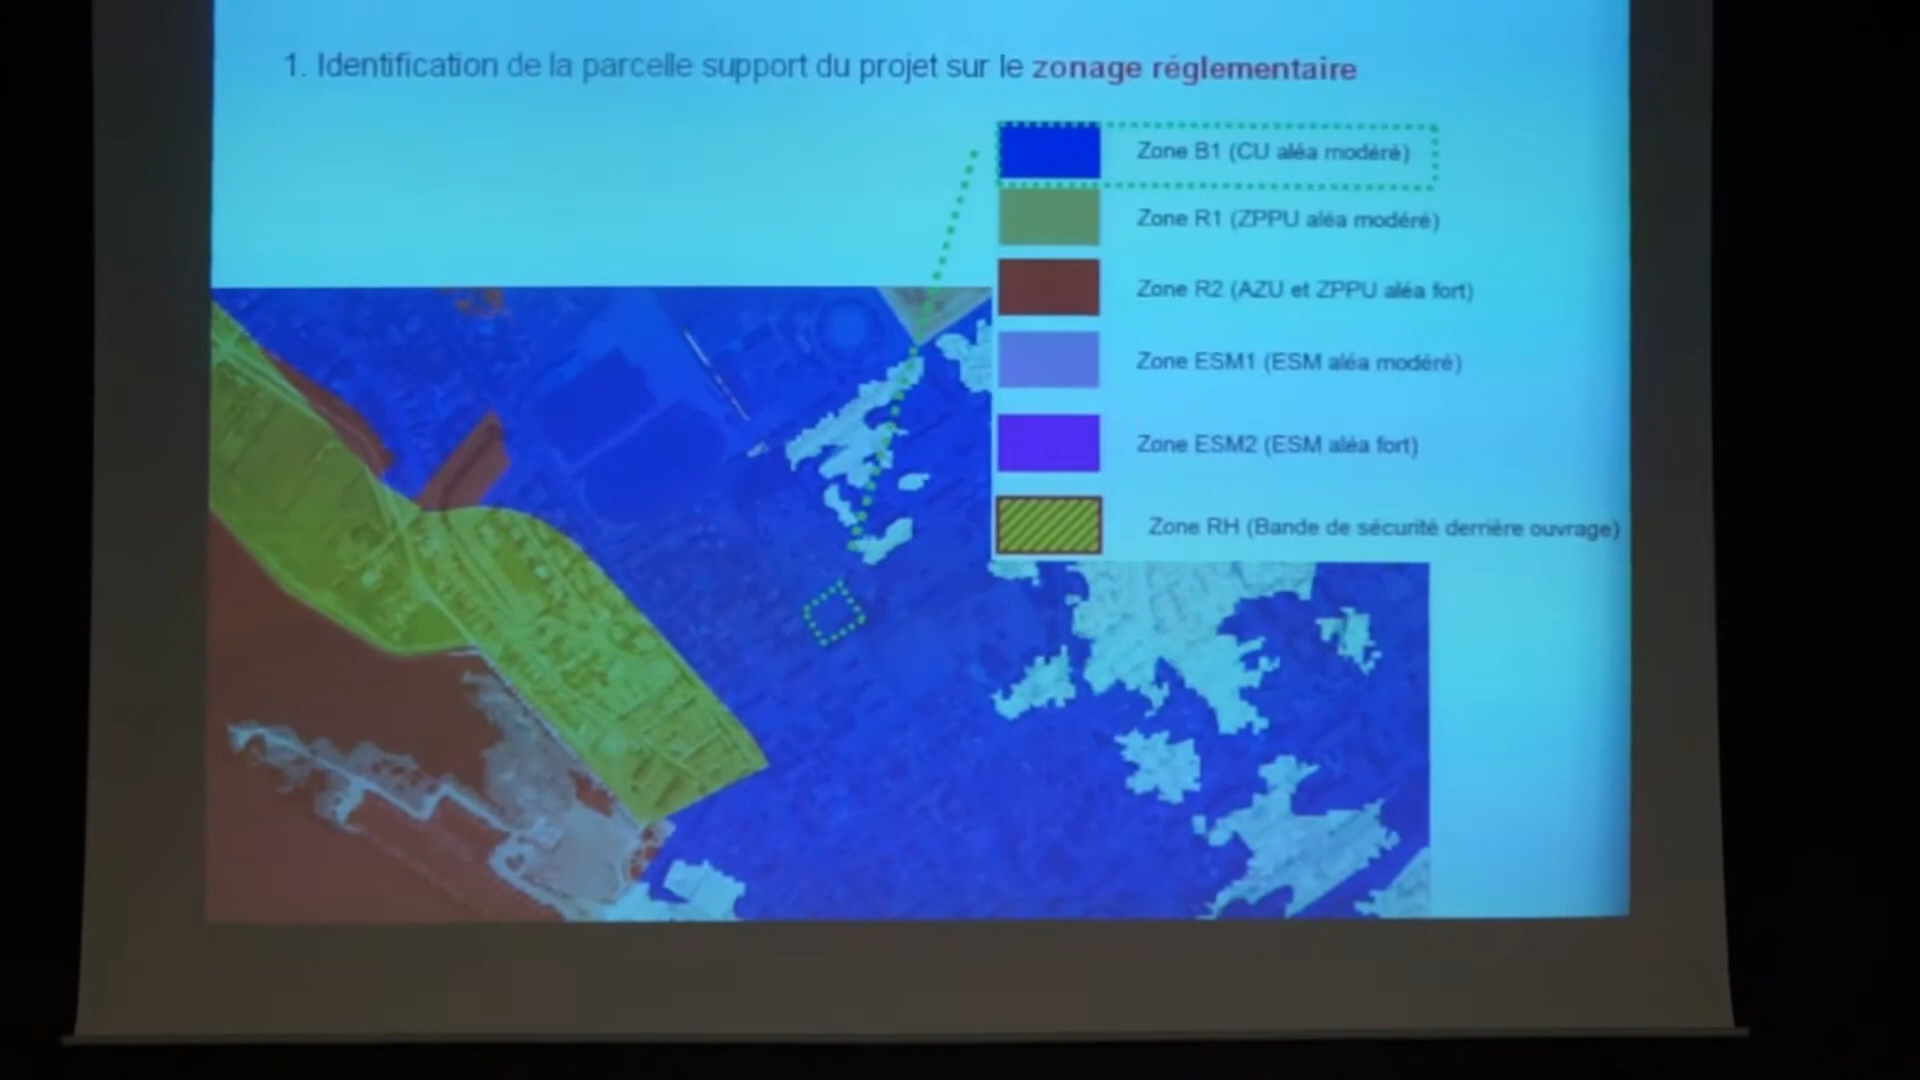 1. Identification de la parcelle support du projet sur le zonage réglementaire
Zone B1 (CU aléa modéré)
Zone R1 (ZPPU aléa modéré)
Zone R2 (AZU et ZPPU aléa fort)
Zone ESM1 (ESM aléa modéré)
Zone ESM2 (ESM aléa fort)
Zone RH (Bande de sécurité derrière ouvrage)